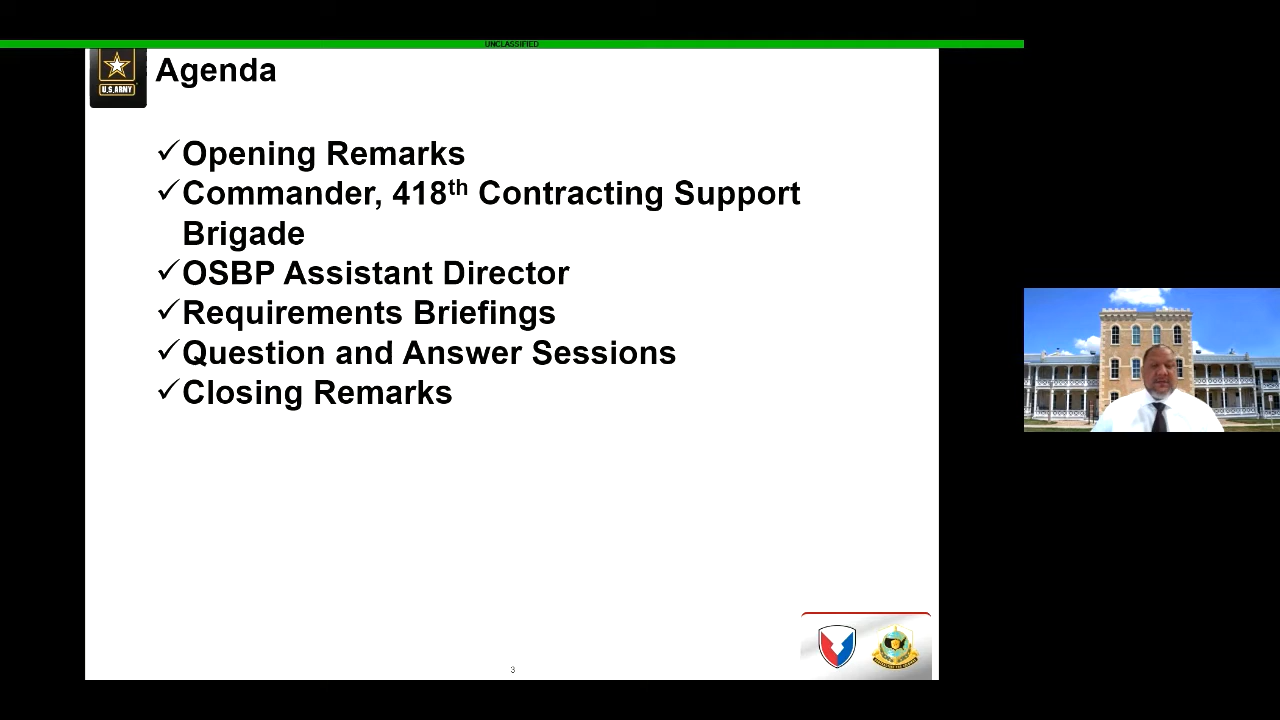 UNCLASSIFIED
U.S.ARMY
Agenda
✓Opening Remarks
✓Commander, 418th Contracting Support
Brigade
✓OSBP Assistant Director
✓Requirements Briefings
✓Question and Answer Sessions
✓Closing Remarks
3